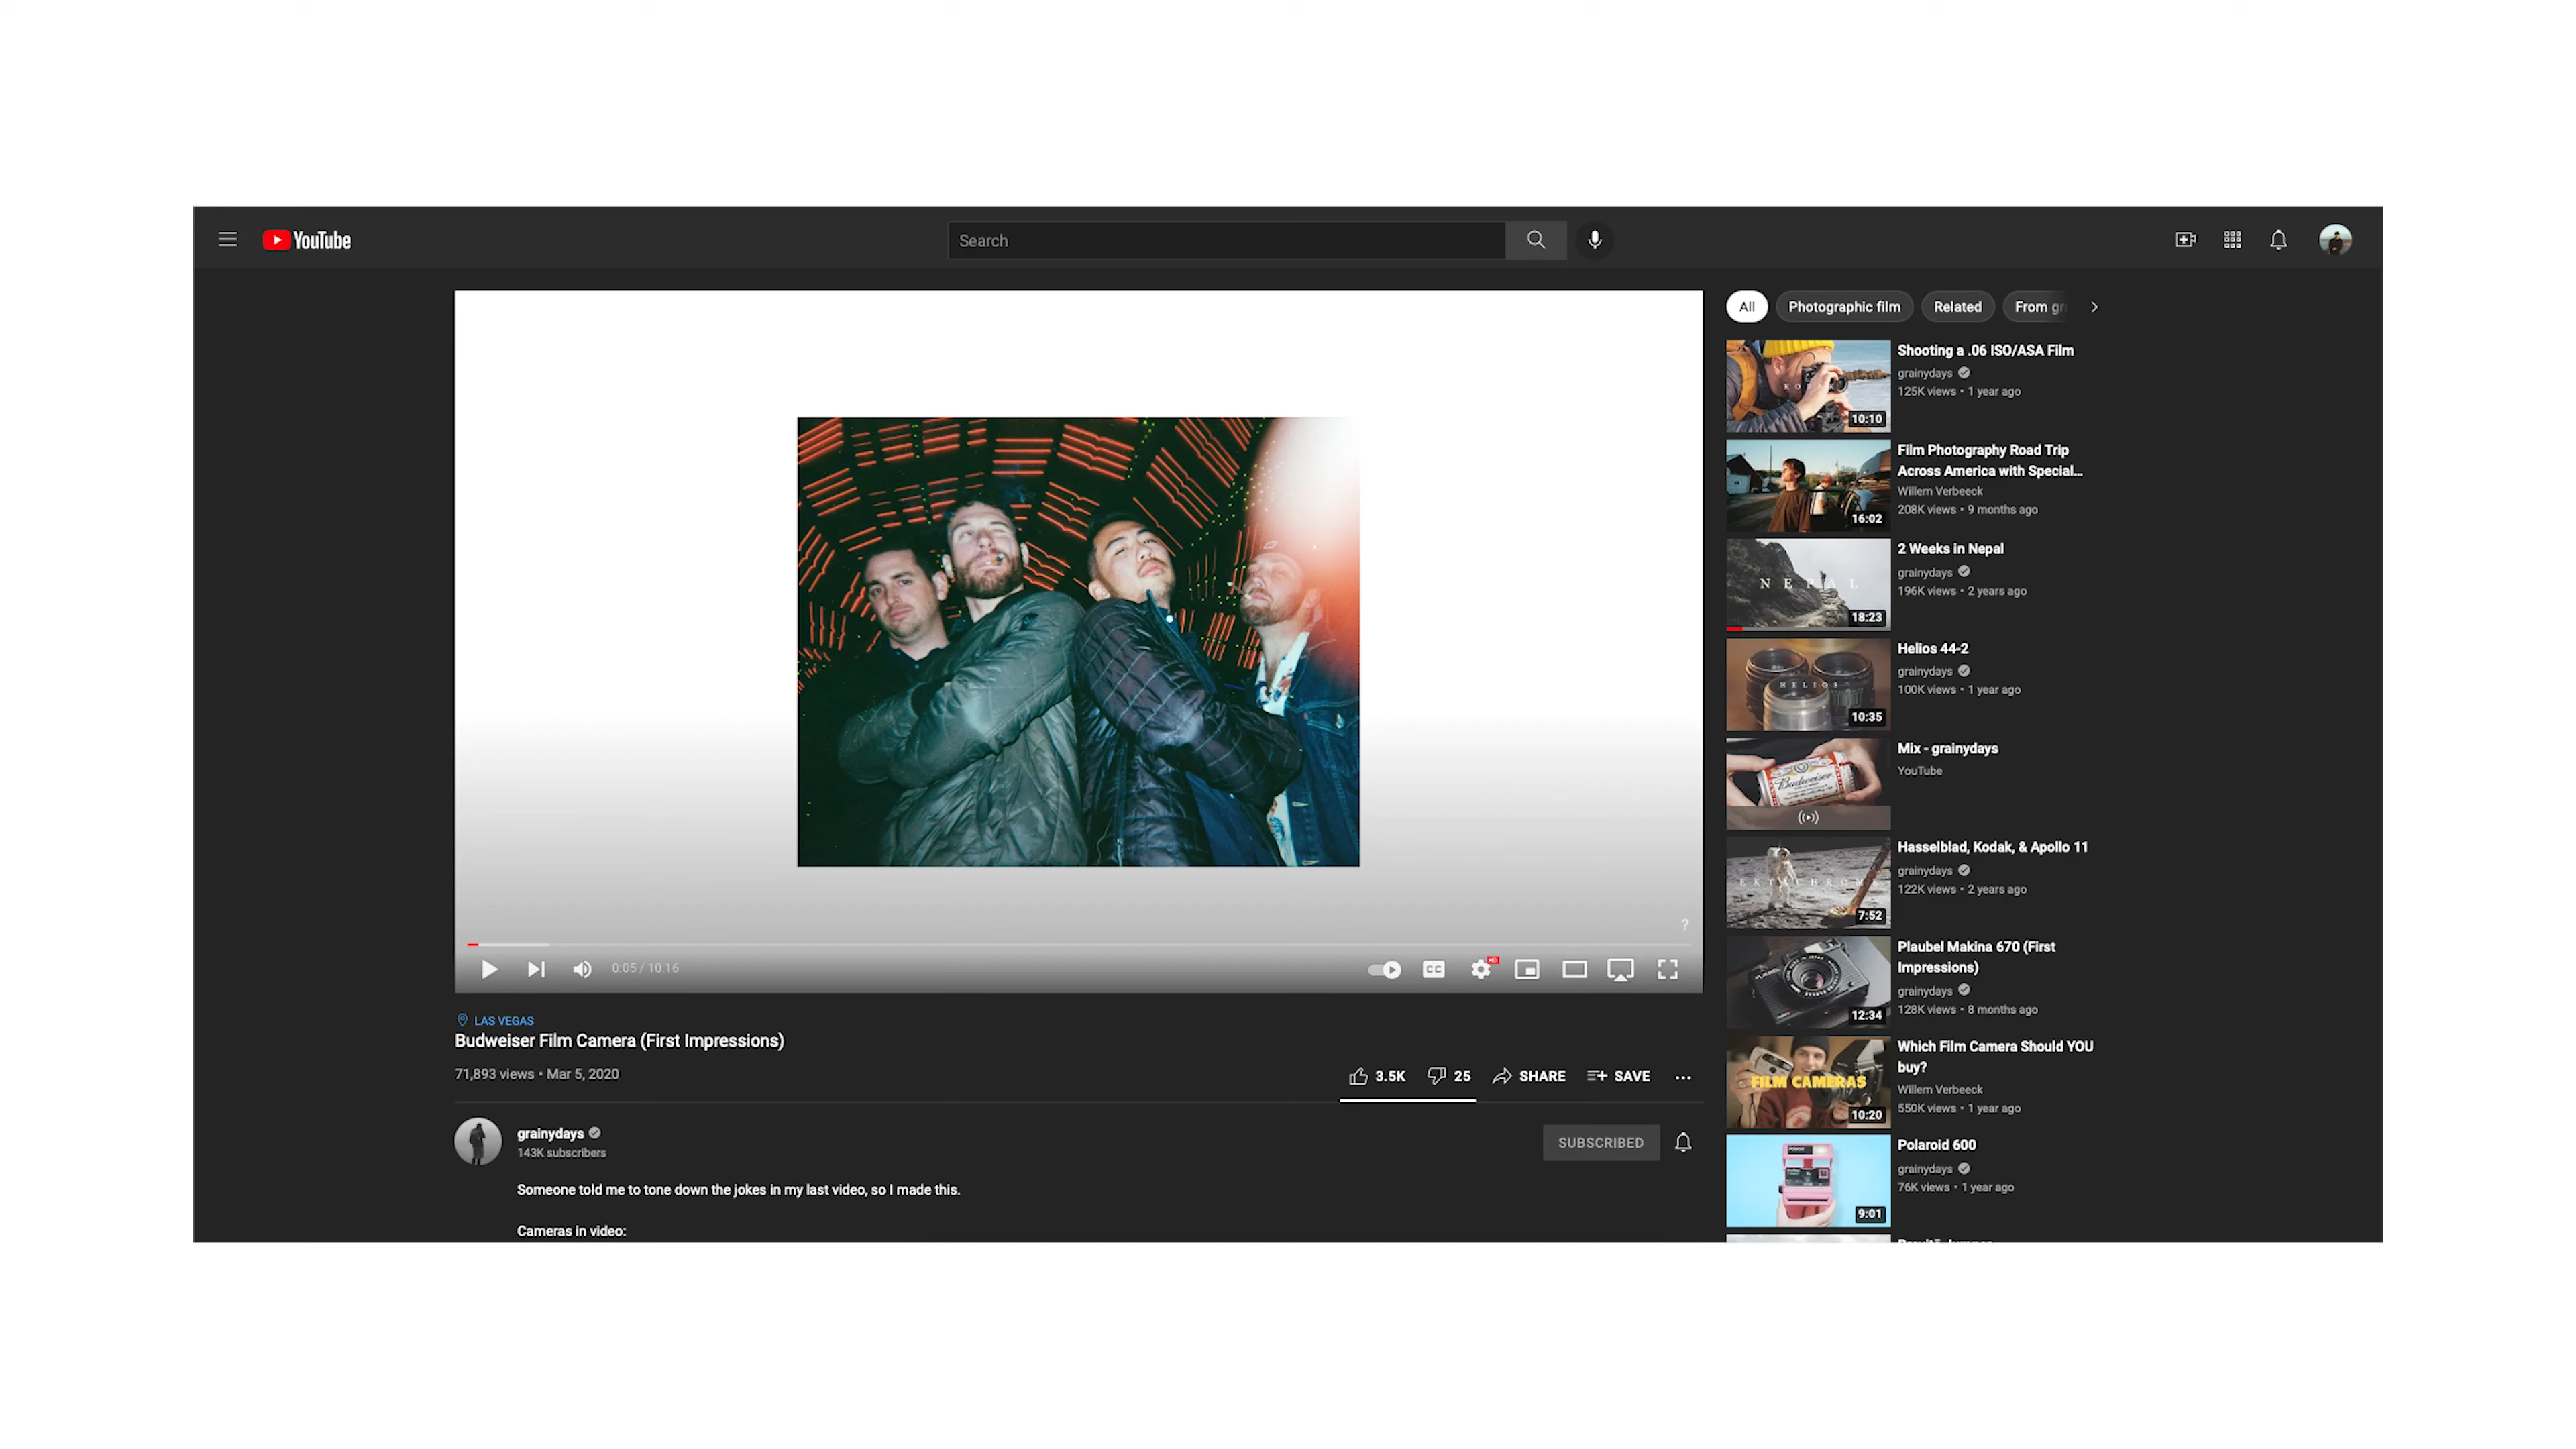 YouTube
Search
All
Photographic film
Related
From
?
0:05 / 10:16
CC
HD
LAS VEGAS
Budweiser Film Camera (First Impressions)
71,893 views • Mar 5, 2020
3.5K
25
SHARE
SAVE
grainydays
143K subscribers
SUBSCRIBED
Someone told me to tone down the jokes in my last video, so I made this.
Cameras in video:
KODAK
10:10
Shooting a .06 ISO/ASA Film
grainydays
125K views • 1 year ago
16:02
Film Photography Road Trip
Across America with Special...
Willem Verbeeck
208K views • 9 months ago
NEPAL
18:23
2 Weeks in Nepal
grainydays
196K views • 2 years ago
HELIOS
10:35
Helios 44-2
grainydays
100K views • 1 year ago
Budweiser
Mix - grainydays
YouTube
EKTACHROME
7:52
Hasselblad, Kodak, & Apollo 11
grainydays
122K views • 2 years ago
12:34
Plaubel Makina 670 (First
Impressions)
grainydays
128K views • 8 months ago
FILM CAMERAS
10:20
Which Film Camera Should YOU
buy?
Willem Verbeeck
550K views • 1 year ago
9:01
Polaroid 600
grainydays
76K views • 1 year ago